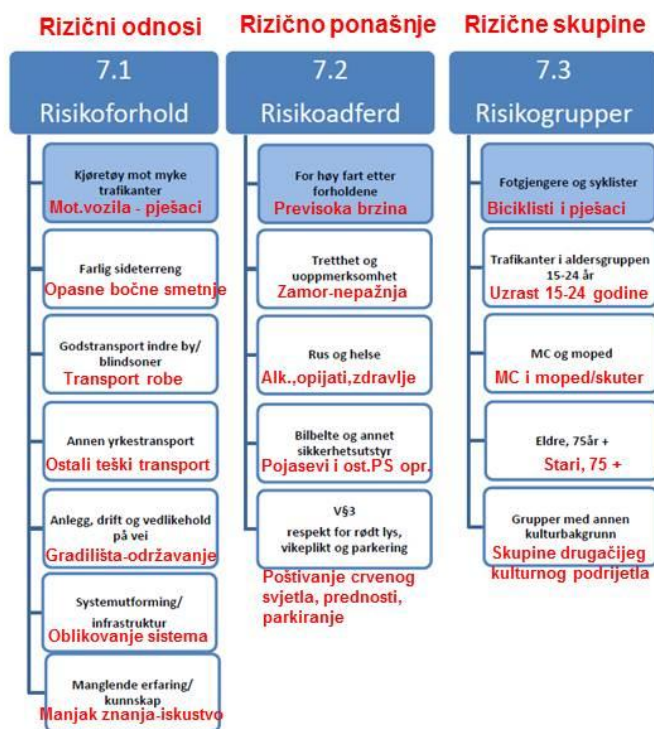 Rizični odnosi
7.1
Risikoforhold
Kjøretøy mot myke
trafikanter
Mot.vozila - pješaci
Farlig sideterreng
Opasne bočne smetnje
Godstransport indre by/
blindsoner
Transport robe
Annen yrkestransport
Ostali teški transport
Anlegg, drift og vedlikehold
på vei
Gradilišta-održavanje
Systemutforming/
infrastruktur
Oblikovanje sistema
Manglende erfaring/
kunnskap
Manjak znanja-iskustvo
Rizično ponašnje
7.2
Risikoadferd
For høy fart etter
forholdene
Previsoka brzina
Tretthet og
uoppmerksomhet
Zamor-nepažnja
Rus og helse
Alk.,opijati,zdravlje
Bilbelte og annet
sikkerhetsutstyr
Pojasevi i ost.PS opr.
V§3
respekt for rødt lys,
vikeplikt og parkering
Poštivanje crvenog
svjetla, prednosti,
parkiranje
Rizične skupine
7.3
Risikogrupper
Fotgjengere og syklister
Biciklisti i pješaci
Trafikanter i aldersgruppen
15-24 år
Uzrast 15-24 godine
MC og moped
MC i moped/skuter
Eldre, 75år +
Stari, 75 +
Grupper med annen
kulturbakgrunn
Skupine drugačijeg
kulturnog podrijetla